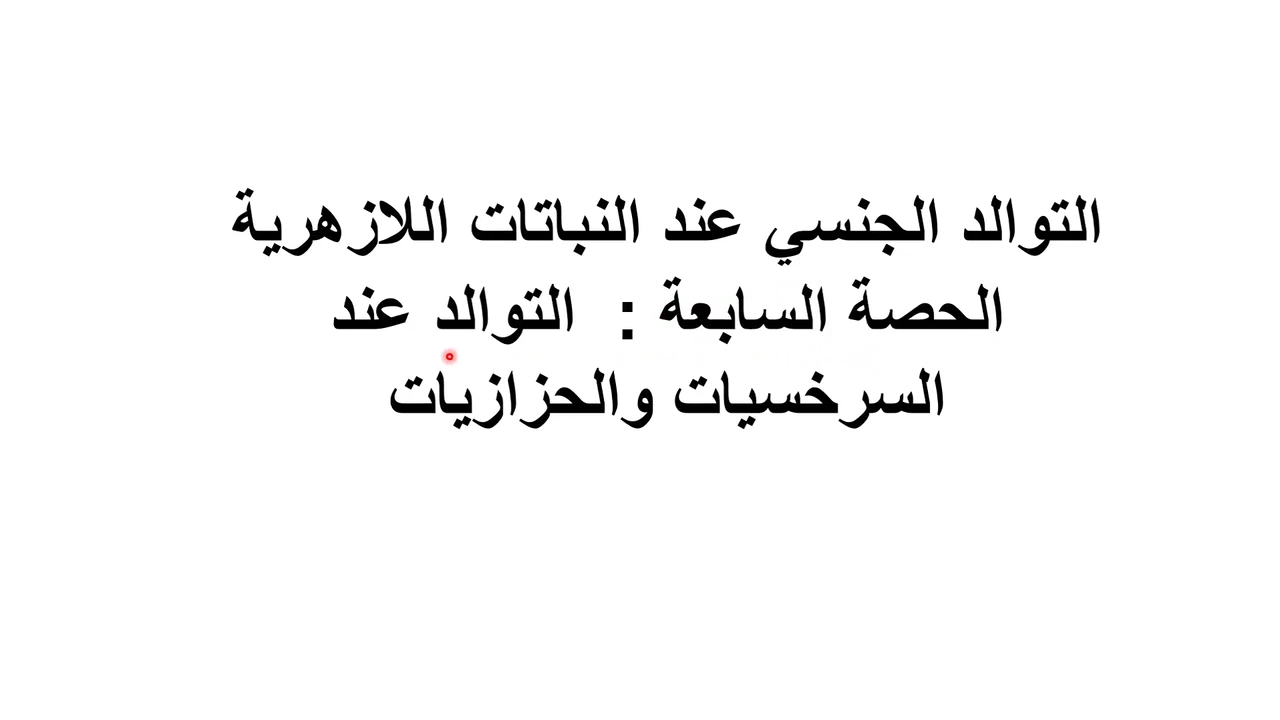 التوالد الجنسي عند النباتات اللازهرية
الحصة السابعة : التوالد عند
السرخسيات والحزازيات